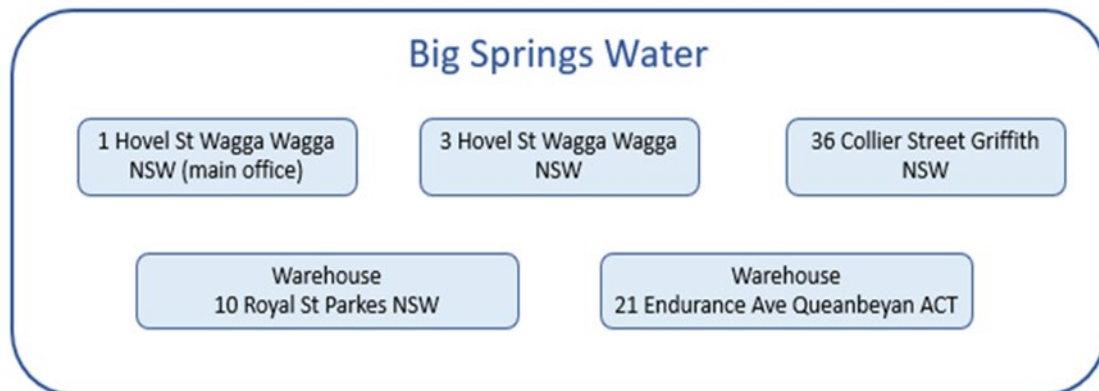 Big Springs Water
1 Hovel St Wagga Wagga
NSW (main office)
3 Hovel St Wagga Wagga
NSW
36 Collier Street Griffith
NSW
Warehouse
10 Royal St Parkes NSW
Warehouse
21 Endurance Ave Queanbeyan ACT